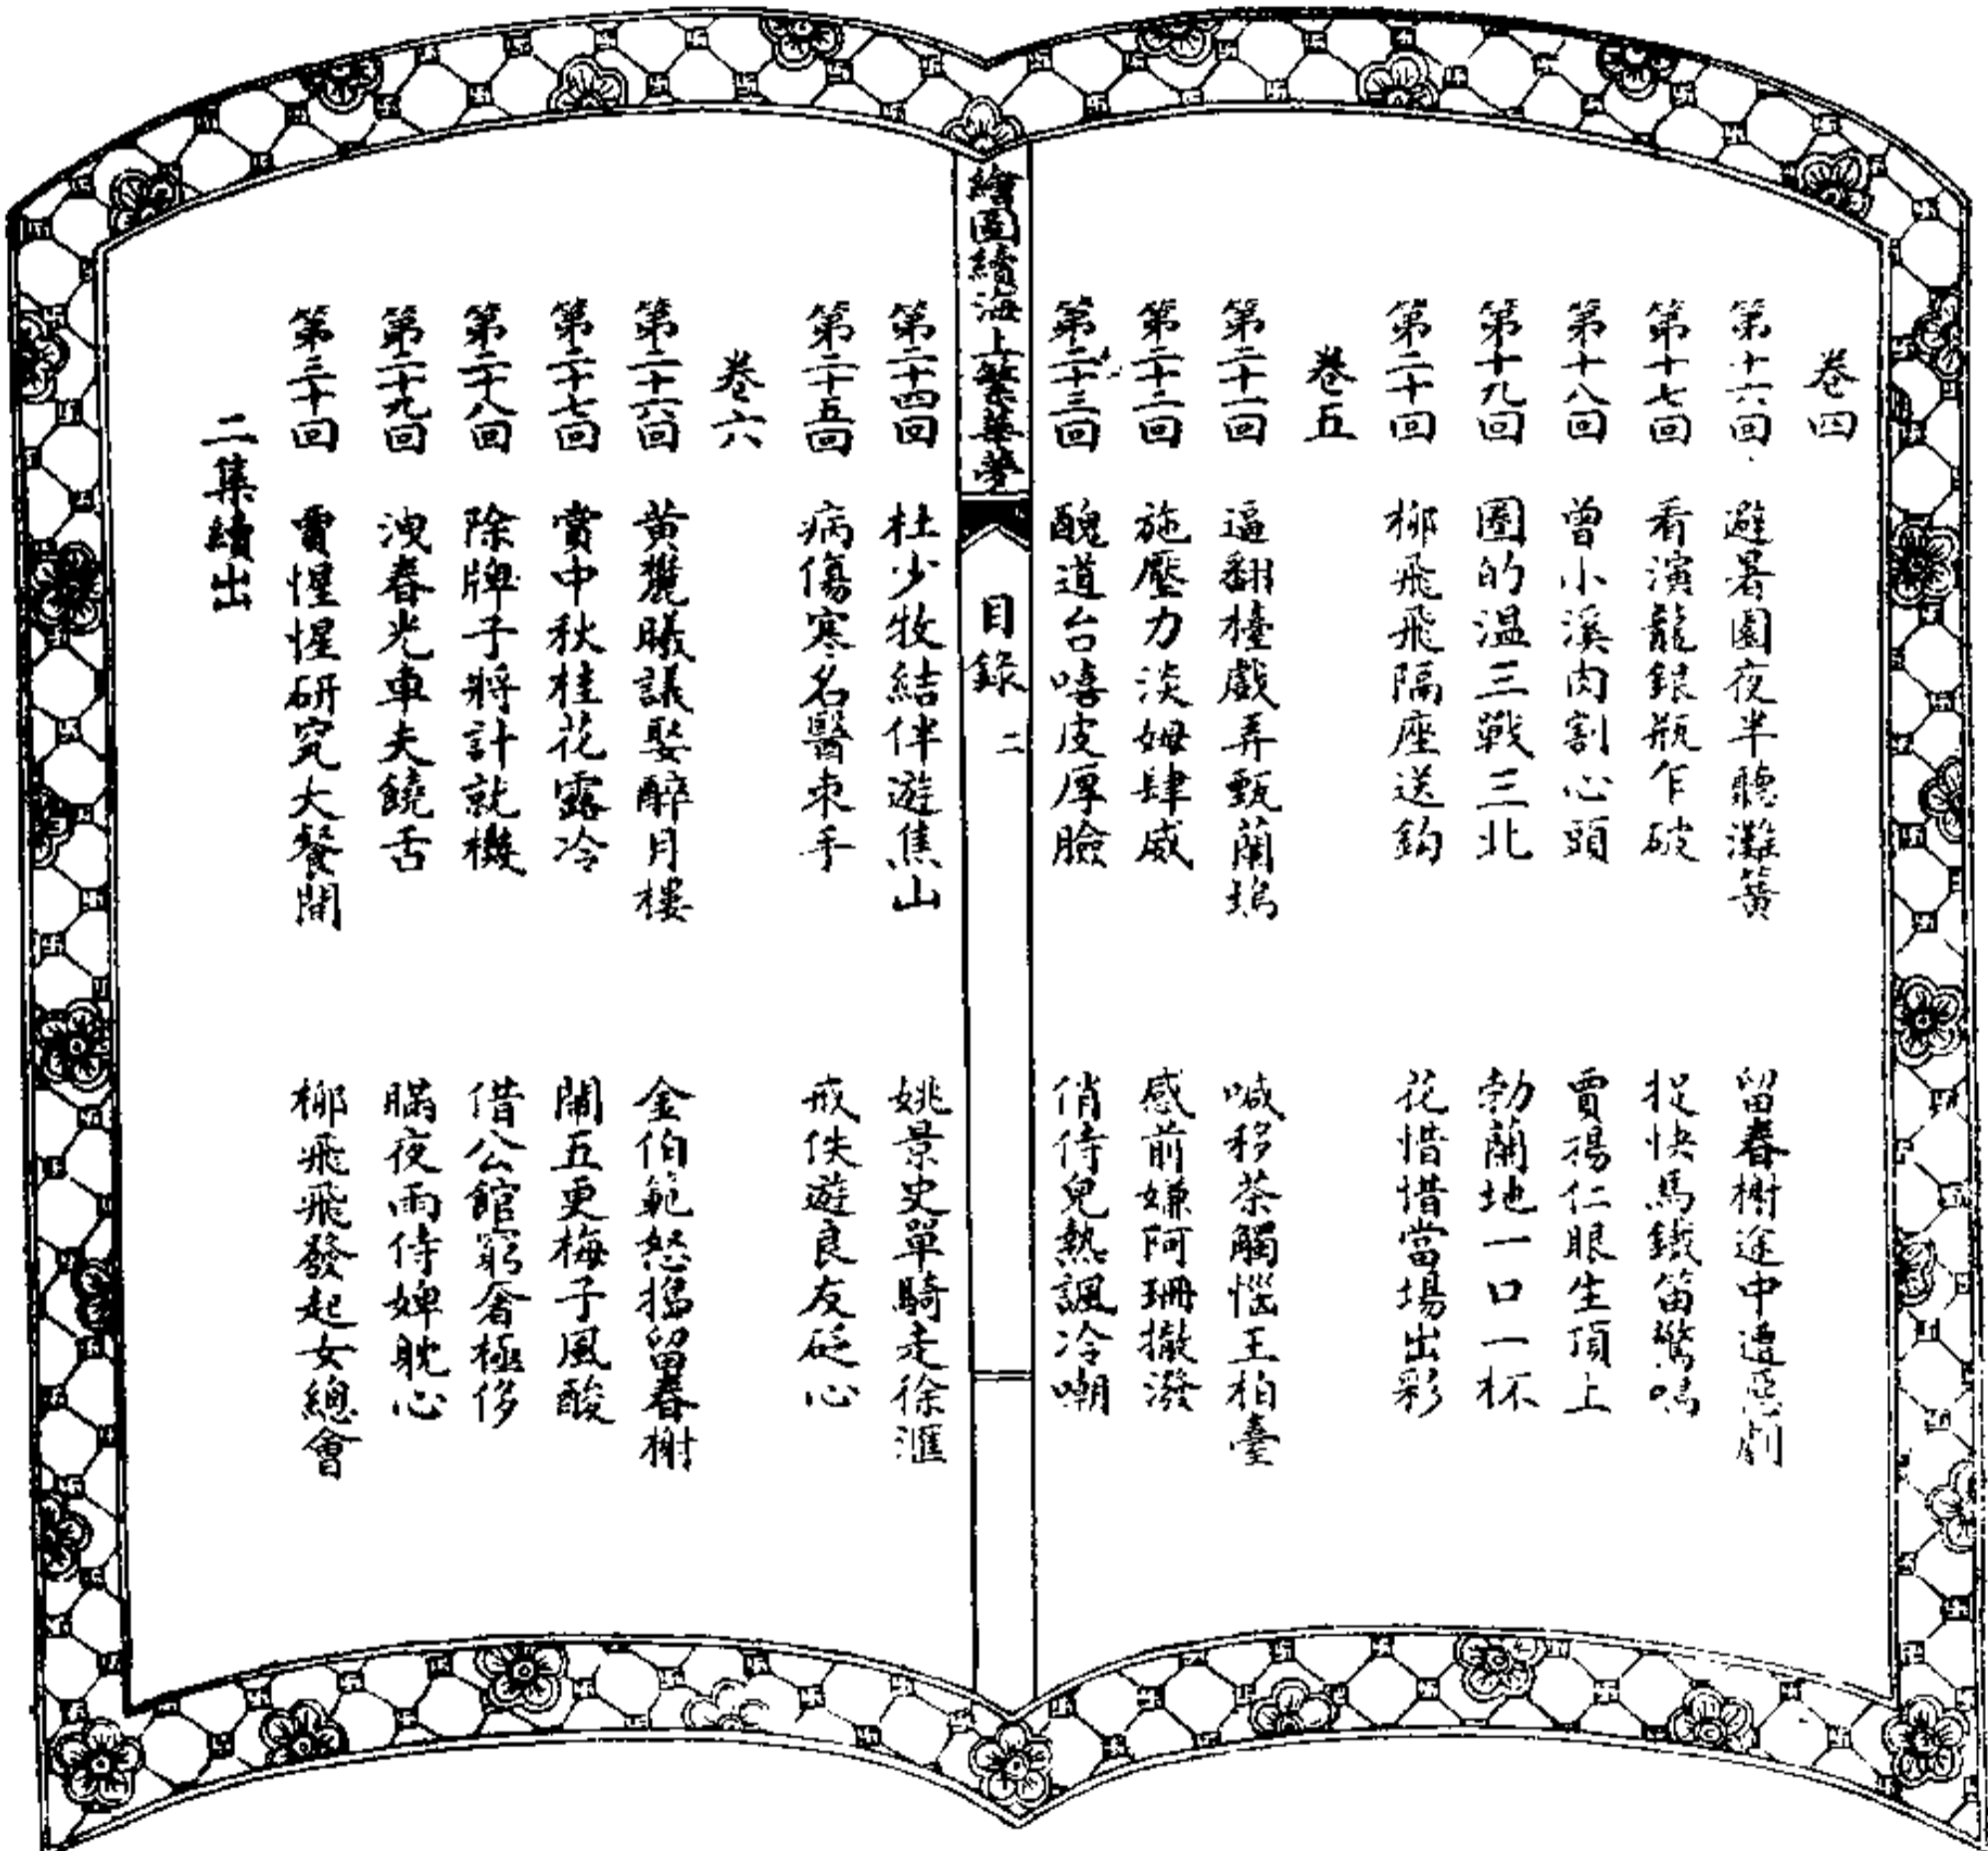 卷四
第十六回 避暑園夜半聽灘簧 留春榭途中遭惡劇
第十七回 看演龍銀瓶乍破 捉快馬鐵笛驚鳴
第十八回 曾小溪肉割心頭 賈揚仁眼生頂上
第十九回 圈的溫三戰三北 勃蘭地一口一杯
第二十回 柳飛飛隔座送鈎 花惜惜當場出彩
卷五
第二十一回 逼翻檯戲弄甄蘭塢 喊移茶觸惱王柏臺
第二十二回 施壓力淡姆肆威 感前嫌阿珊撒潑
第二十三回 醜道台嘻皮厚臉 俏侍兒熱諷冷嘲
繪圖續海上繁華夢 目錄 二
第二十四回 杜少牧結伴遊焦山 姚景史單騎走徐滙
第二十五回 病傷寒名醫束手 戒佚遊良友砭心
卷六
第二十六回 黃麓曦議娶醉月樓 金伯範怒搗留春榭
第二十七回 賞中秋桂花露冷 鬧五更梅子風酸
第二十八回 除牌子將計就機 借公館窮奢極侈
第二十九回 洩春光車夫饒舌 瞞夜雨侍婢耽心
第三十回 賈惺惺研究大餐間 柳飛飛發起女總會
二集續出